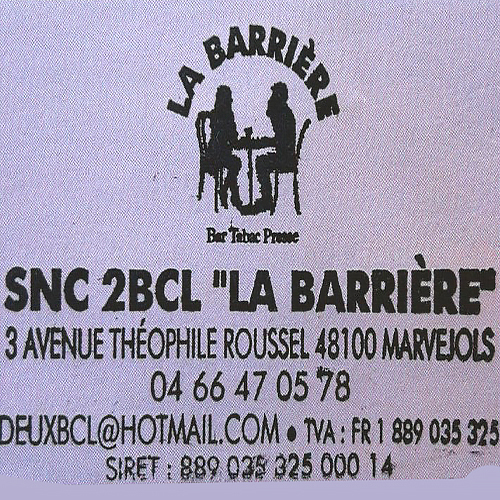 LA BARRIÈRE
Bar Tabac Presse
SNC 2BCL "LA BARRIÈRE"
3 AVENUE THÉOPHILE ROUSSEL 48100 MARVEJOLS
04 66 47 05 78
DEUXBCL@HOTMAIL.COM • TVA : FR 1 889 035 325
SIRET : 889 035 325 000 14